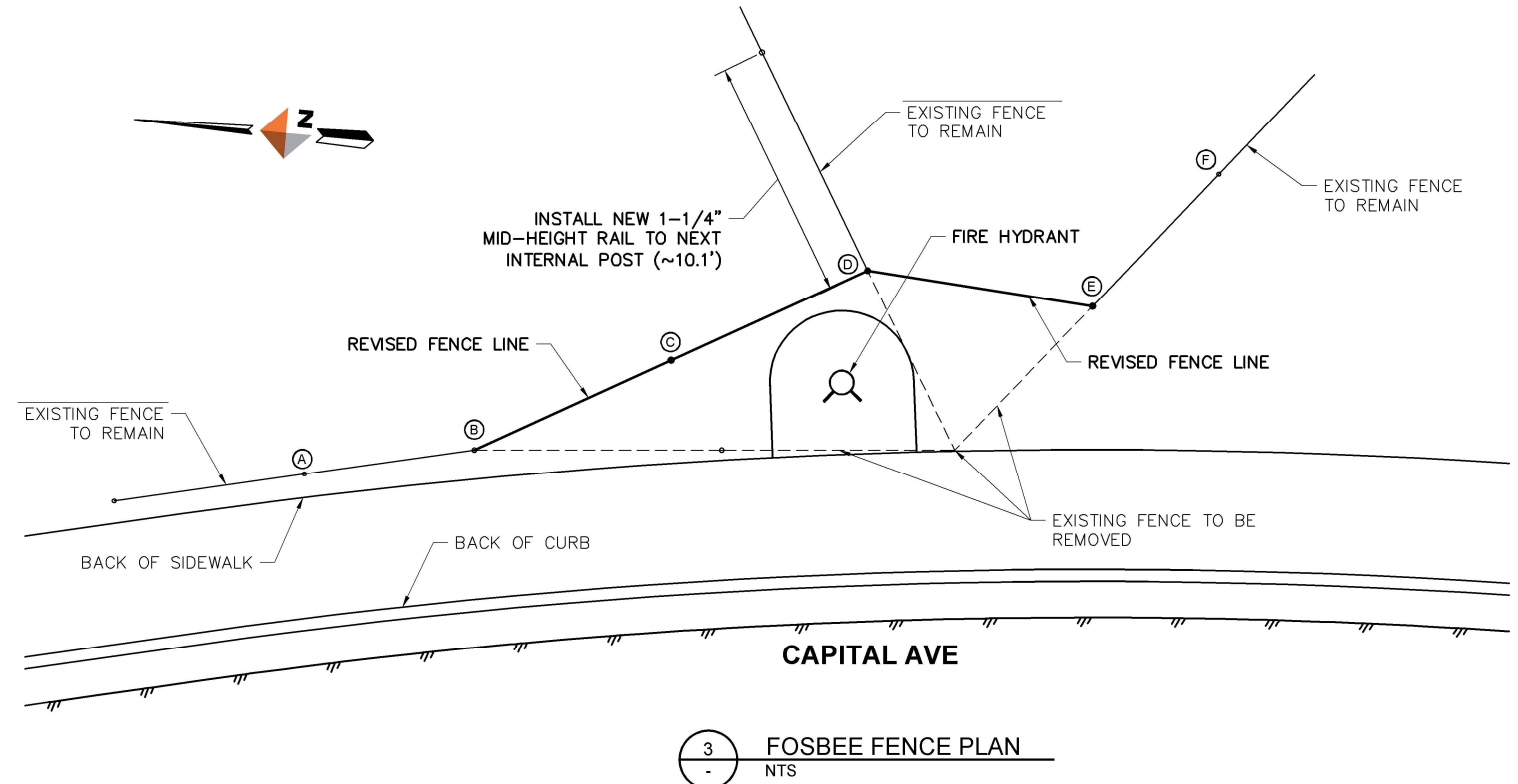 Z
EXISTING FENCE
TO REMAIN
F
EXISTING FENCE
TO REMAIN
INSTALL NEW 1-1/4"
MID-HEIGHT RAIL TO NEXT
INTERNAL POST (~10.1')
FIRE HYDRANT
D
E
C
REVISED FENCE LINE
REVISED FENCE LINE
EXISTING FENCE
TO REMAIN
B
A
EXISTING FENCE TO BE
REMOVED
BACK OF CURB
BACK OF SIDEWALK
CAPITAL AVE
3
-
FOSBEE FENCE PLAN
NTS